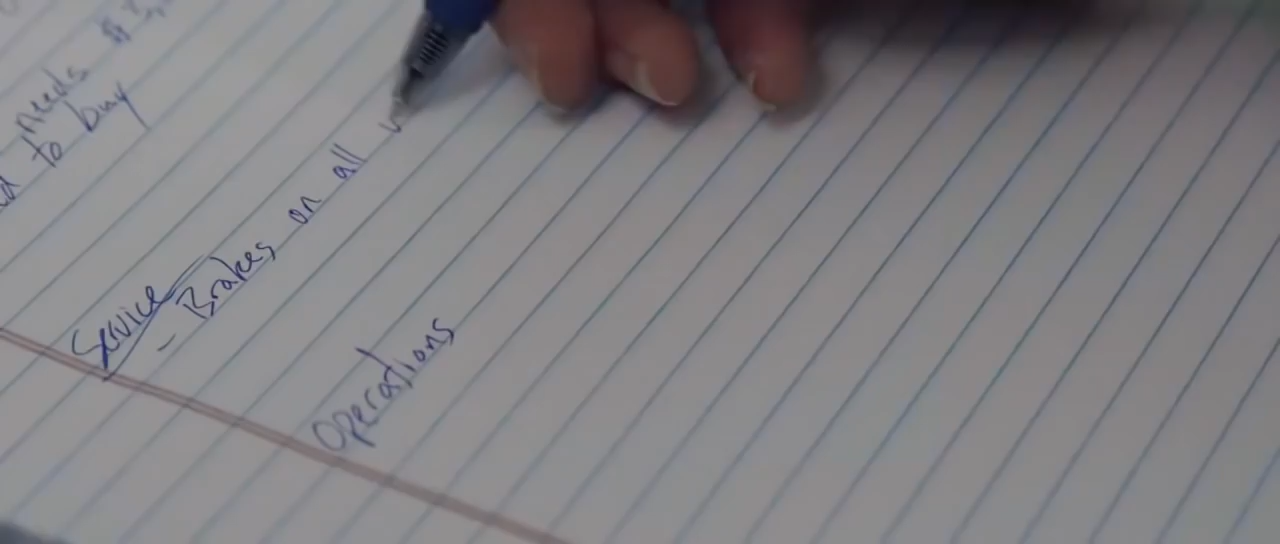 needs $
to buy
Service
- Brakes on all
Operations